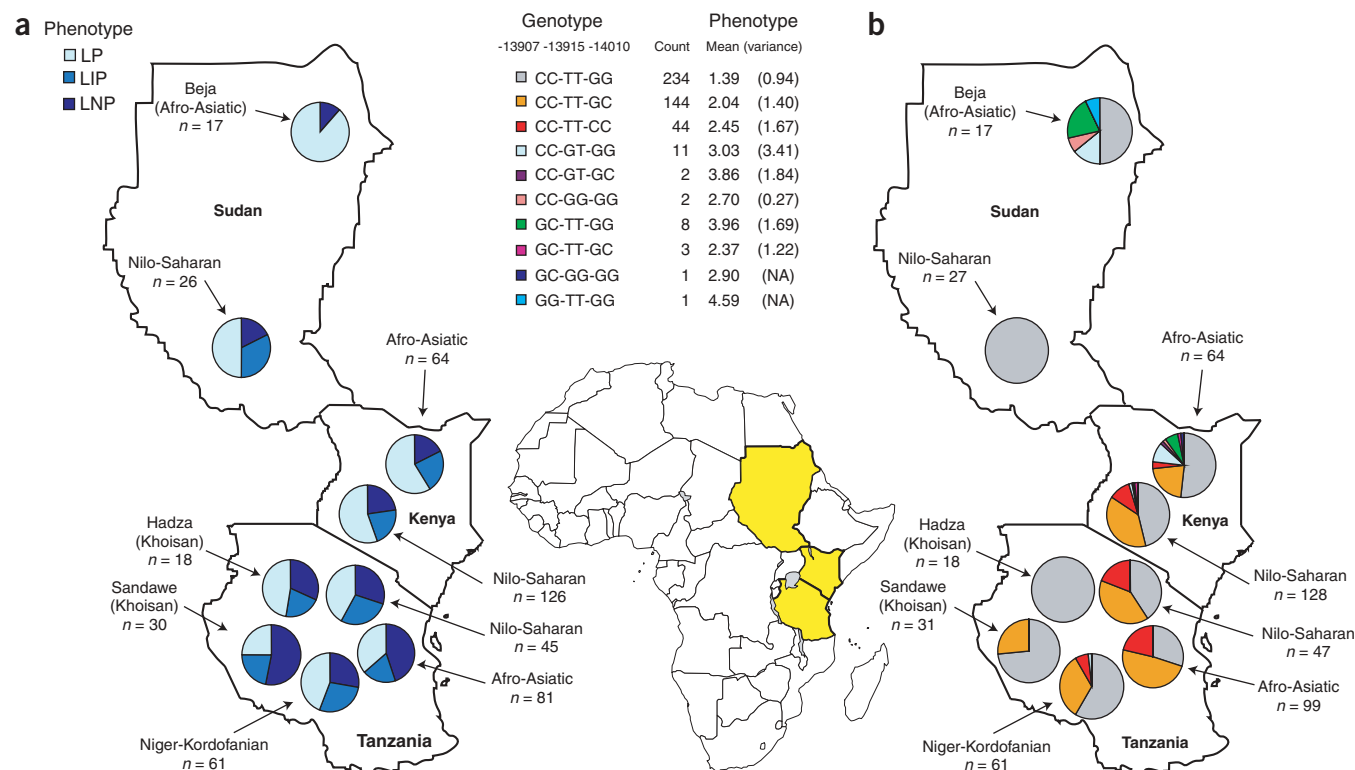 a
Phenotype
LP
LIP
LNP
Beja
(Afro-Asiatic)
n = 17
Sudan
Nilo-Saharan
n = 26
Afro-Asiatic
n = 64
Kenya
Hadza
(Khoisan)
n = 18
Sandawe
(Khoisan)
n = 30
Nilo-Saharan
n = 126
Nilo-Saharan
n = 45
Afro-Asiatic
n = 81
Niger-Kordofanian
n = 61
Tanzania
Genotype Phenotype
-13907 -13915 -14010 Count Mean (variance)
CC-TT-GG 234 1.39 (0.94)
CC-TT-GC 144 2.04 (1.40)
CC-TT-CC 44 2.45 (1.67)
CC-GT-GG 11 3.03 (3.41)
CC-GT-GC 2 3.86 (1.84)
CC-GG-GG 2 2.70 (0.27)
GC-TT-GG 8 3.96 (1.69)
GC-TT-GC 3 2.37 (1.22)
GC-GG-GG 1 2.90 (NA)
GG-TT-GG 1 4.59 (NA)
b
Beja
(Afro-Asiatic)
n = 17
Sudan
Nilo-Saharan
n = 27
Afro-Asiatic
n = 64
Kenya
Hadza
(Khoisan)
n = 18
Sandawe
(Khoisan)
n = 31
Nilo-Saharan
n = 128
Nilo-Saharan
n = 47
Afro-Asiatic
n = 99
Niger-Kordofanian
n = 61
Tanzania